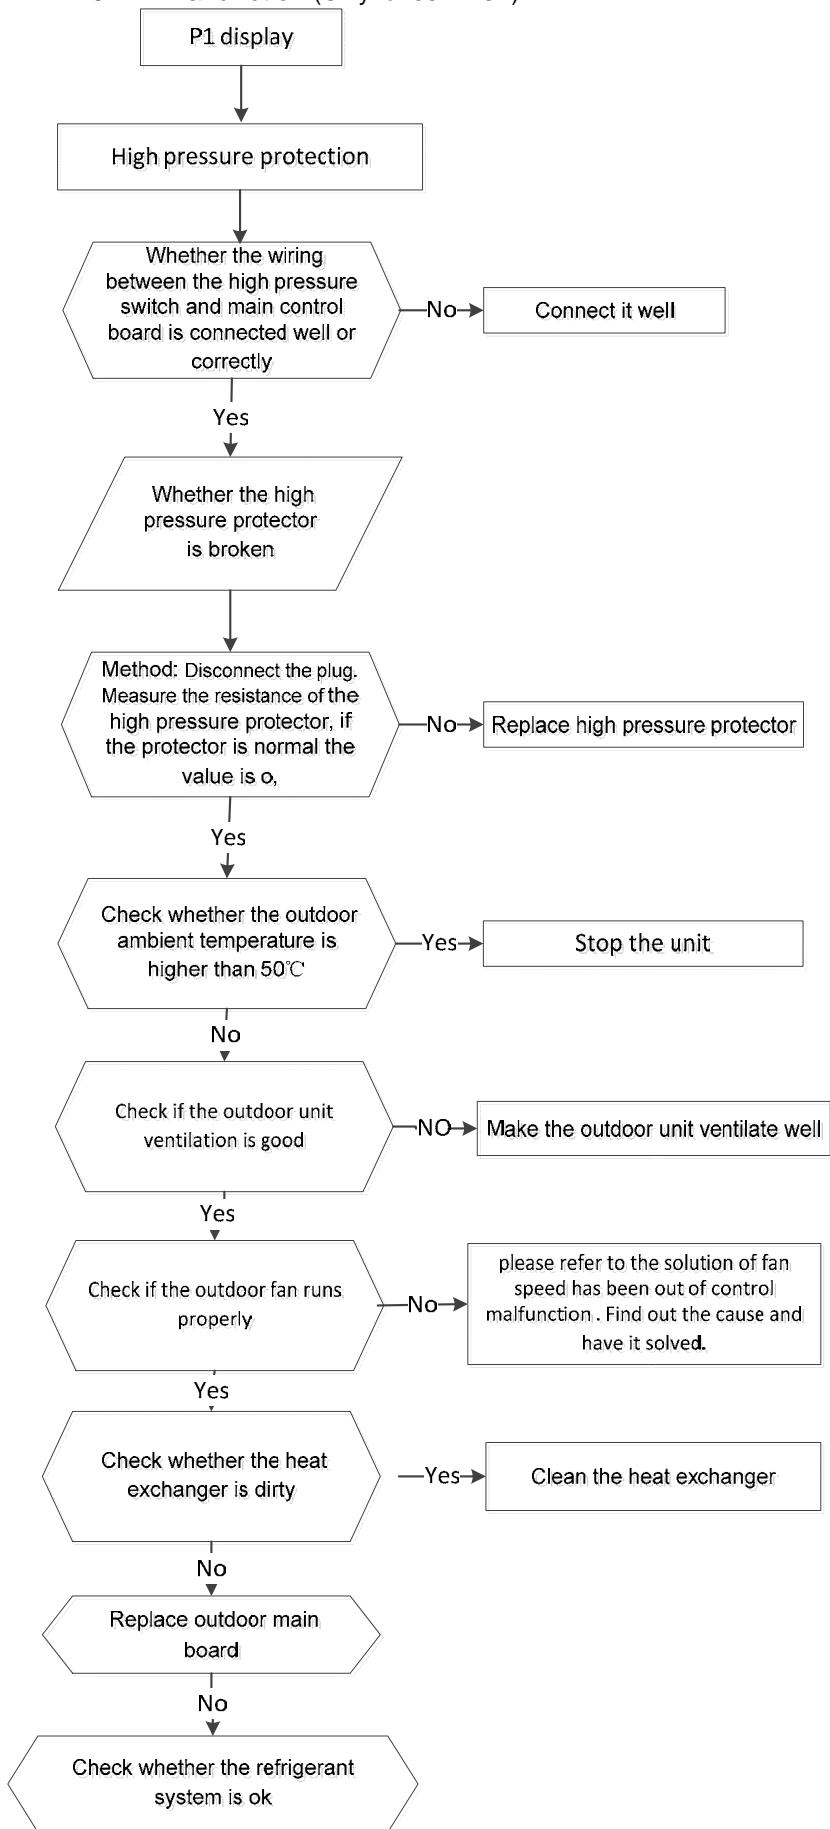 P1 display
High pressure protection
Whether the wiring
between the high pressure
switch and main control
board is connected well or
correctly
No
Connect it well
Yes
Whether the high
pressure protector
is broken
Method: Disconnect the plug.
Measure the resistance of the
high pressure protector, if
the protector is normal the
value is o,
No
Replace high pressure protector
Yes
Check whether the outdoor
ambient temperature is
higher than 50℃
Yes
Stop the unit
No
Check if the outdoor unit
ventilation is good
NO
Make the outdoor unit ventilate well
Yes
Check if the outdoor fan runs
properly
No
please refer to the solution of fan
speed has been out of control
malfunction . Find out the cause and
have it solved.
Yes
Check whether the heat
exchanger is dirty
Yes
Clean the heat exchanger
No
Replace outdoor main
board
No
Check whether the refrigerant
system is ok